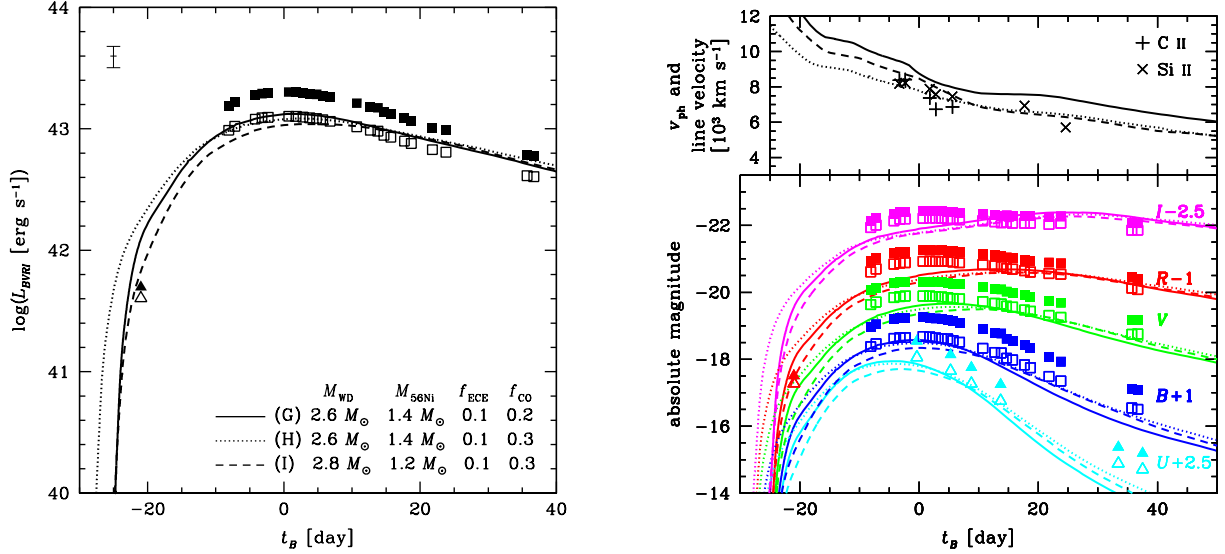 44
43
42
41
40
log(L_BVRI [erg s⁻¹])
M_WD M_56Ni f_ECE f_CO
(G) 2.6 M_⊙ 1.4 M_⊙ 0.1 0.2
(H) 2.6 M_⊙ 1.4 M_⊙ 0.1 0.3
(I) 2.8 M_⊙ 1.2 M_⊙ 0.1 0.3
−20 0 20 40
t_B [day]
12
10
8
6
4
v_ph and
line velocity
[10³ km s⁻¹]
C II
Si II
−22
−20
−18
−16
−14
absolute magnitude
I−2.5
R−1
V
B+1
U+2.5
−20 0 20 40
t_B [day]